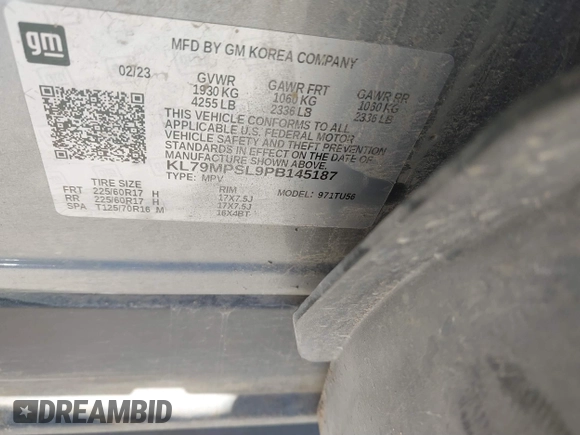 gm
MFD BY GM KOREA COMPANY
02/23
GVWR
1930 KG
4255 LB
GAWR FRT
1060 KG
2336 LB
GAWR RR
1060 KG
2336 LB
THIS VEHICLE CONFORMS TO ALL
APPLICABLE U.S. FEDERAL MOTOR
VEHICLE SAFETY AND THEFT PREVENTION
STANDARDS IN EFFECT ON THE DATE OF
MANUFACTURE SHOWN ABOVE.
KL79MPSL9PB145187
TYPE: MPV
MODEL: 971TU56
TIRE SIZE
RIM
FRT 225/60R17 H 17X7.5J
RR 225/60R17 H 17X7.5J
SPA T125/70R16 M 16X4BT
DREAMBID